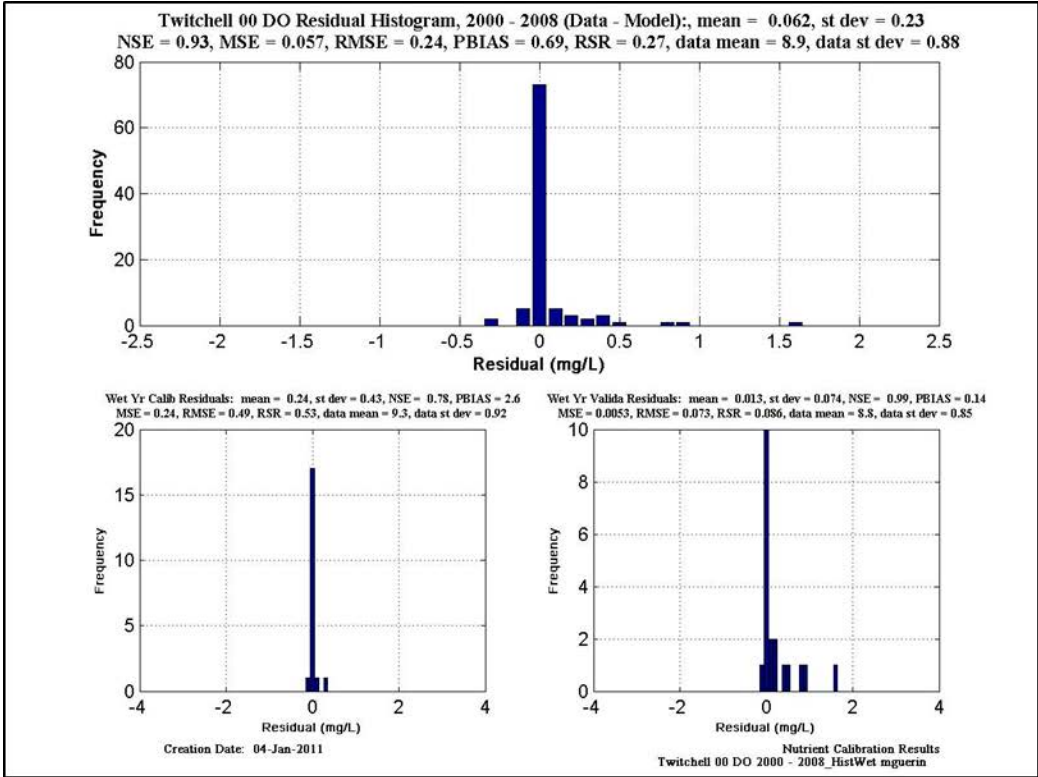 Twitchell 00 DO Residual Histogram, 2000 - 2008 (Data - Model):, mean = 0.062, st dev = 0.23
NSE = 0.93, MSE = 0.057, RMSE = 0.24, PBIAS = 0.69, RSR = 0.27, data mean = 8.9, data st dev = 0.88
80
60
40
20
0
Frequency
-2.5 -2 -1.5 -1 -0.5 0 0.5 1 1.5 2 2.5
Residual (mg/L)
Wet Yr Calib Residuals: mean = 0.24, st dev = 0.43, NSE = 0.78, PBIAS = 2.6
MSE = 0.24, RMSE = 0.49, RSR = 0.53, data mean = 9.3, data st dev = 0.92
20
15
10
5
0
Frequency
-4 -2 0 2 4
Residual (mg/L)
Creation Date: 04-Jan-2011
Wet Yr Valida Residuals: mean = 0.013, st dev = 0.074, NSE = 0.99, PBIAS = 0.14
MSE = 0.0053, RMSE = 0.073, RSR = 0.086, data mean = 8.8, data st dev = 0.85
10
8
6
4
2
0
Frequency
-4 -2 0 2 4
Residual (mg/L)
Nutrient Calibration Results
Twitchell 00 DO 2000 - 2008_HistWet mguerin